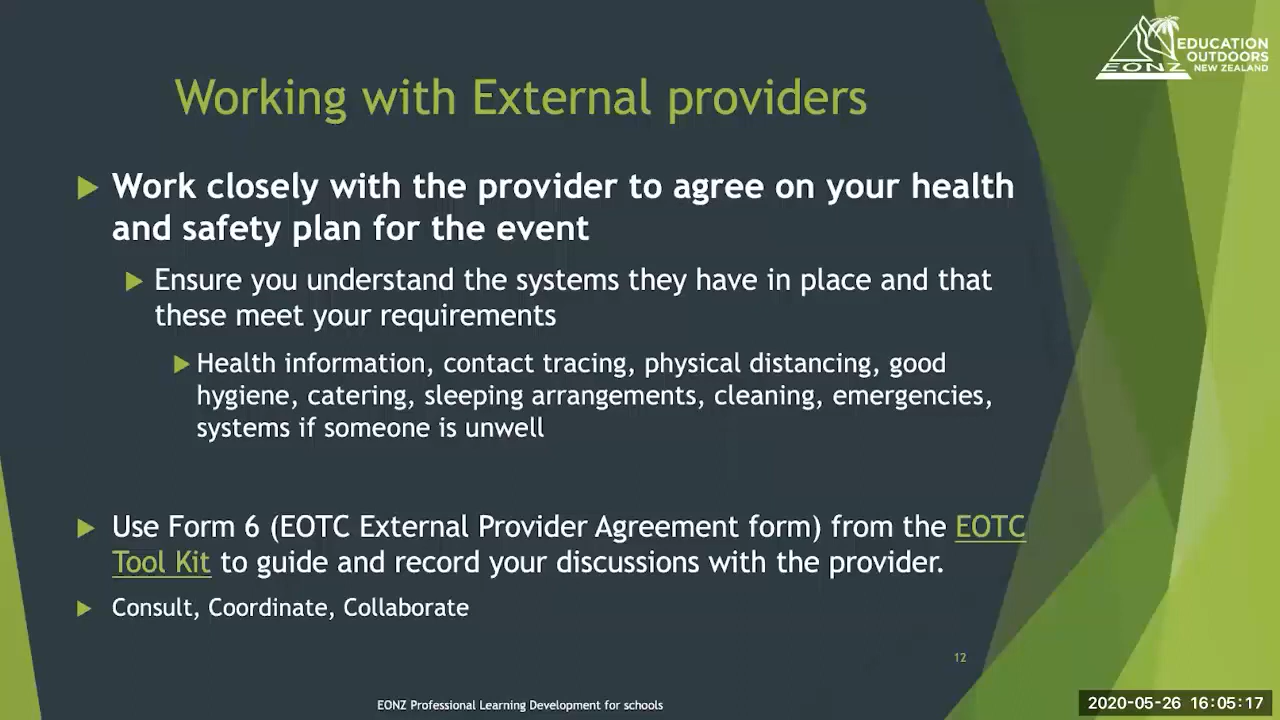 EDUCATION
OUTDOORS
NEW ZEALAND
EONZ
Working with External providers
Work closely with the provider to agree on your health
and safety plan for the event
Ensure you understand the systems they have in place and that
these meet your requirements
Health information, contact tracing, physical distancing, good
hygiene, catering, sleeping arrangements, cleaning, emergencies,
systems if someone is unwell
Use Form 6 (EOTC External Provider Agreement form) from the EOTC
Tool Kit to guide and record your discussions with the provider.
Consult, Coordinate, Collaborate
12
EONZ Professional Learning Development for schools
2020-05-26 16:05:17